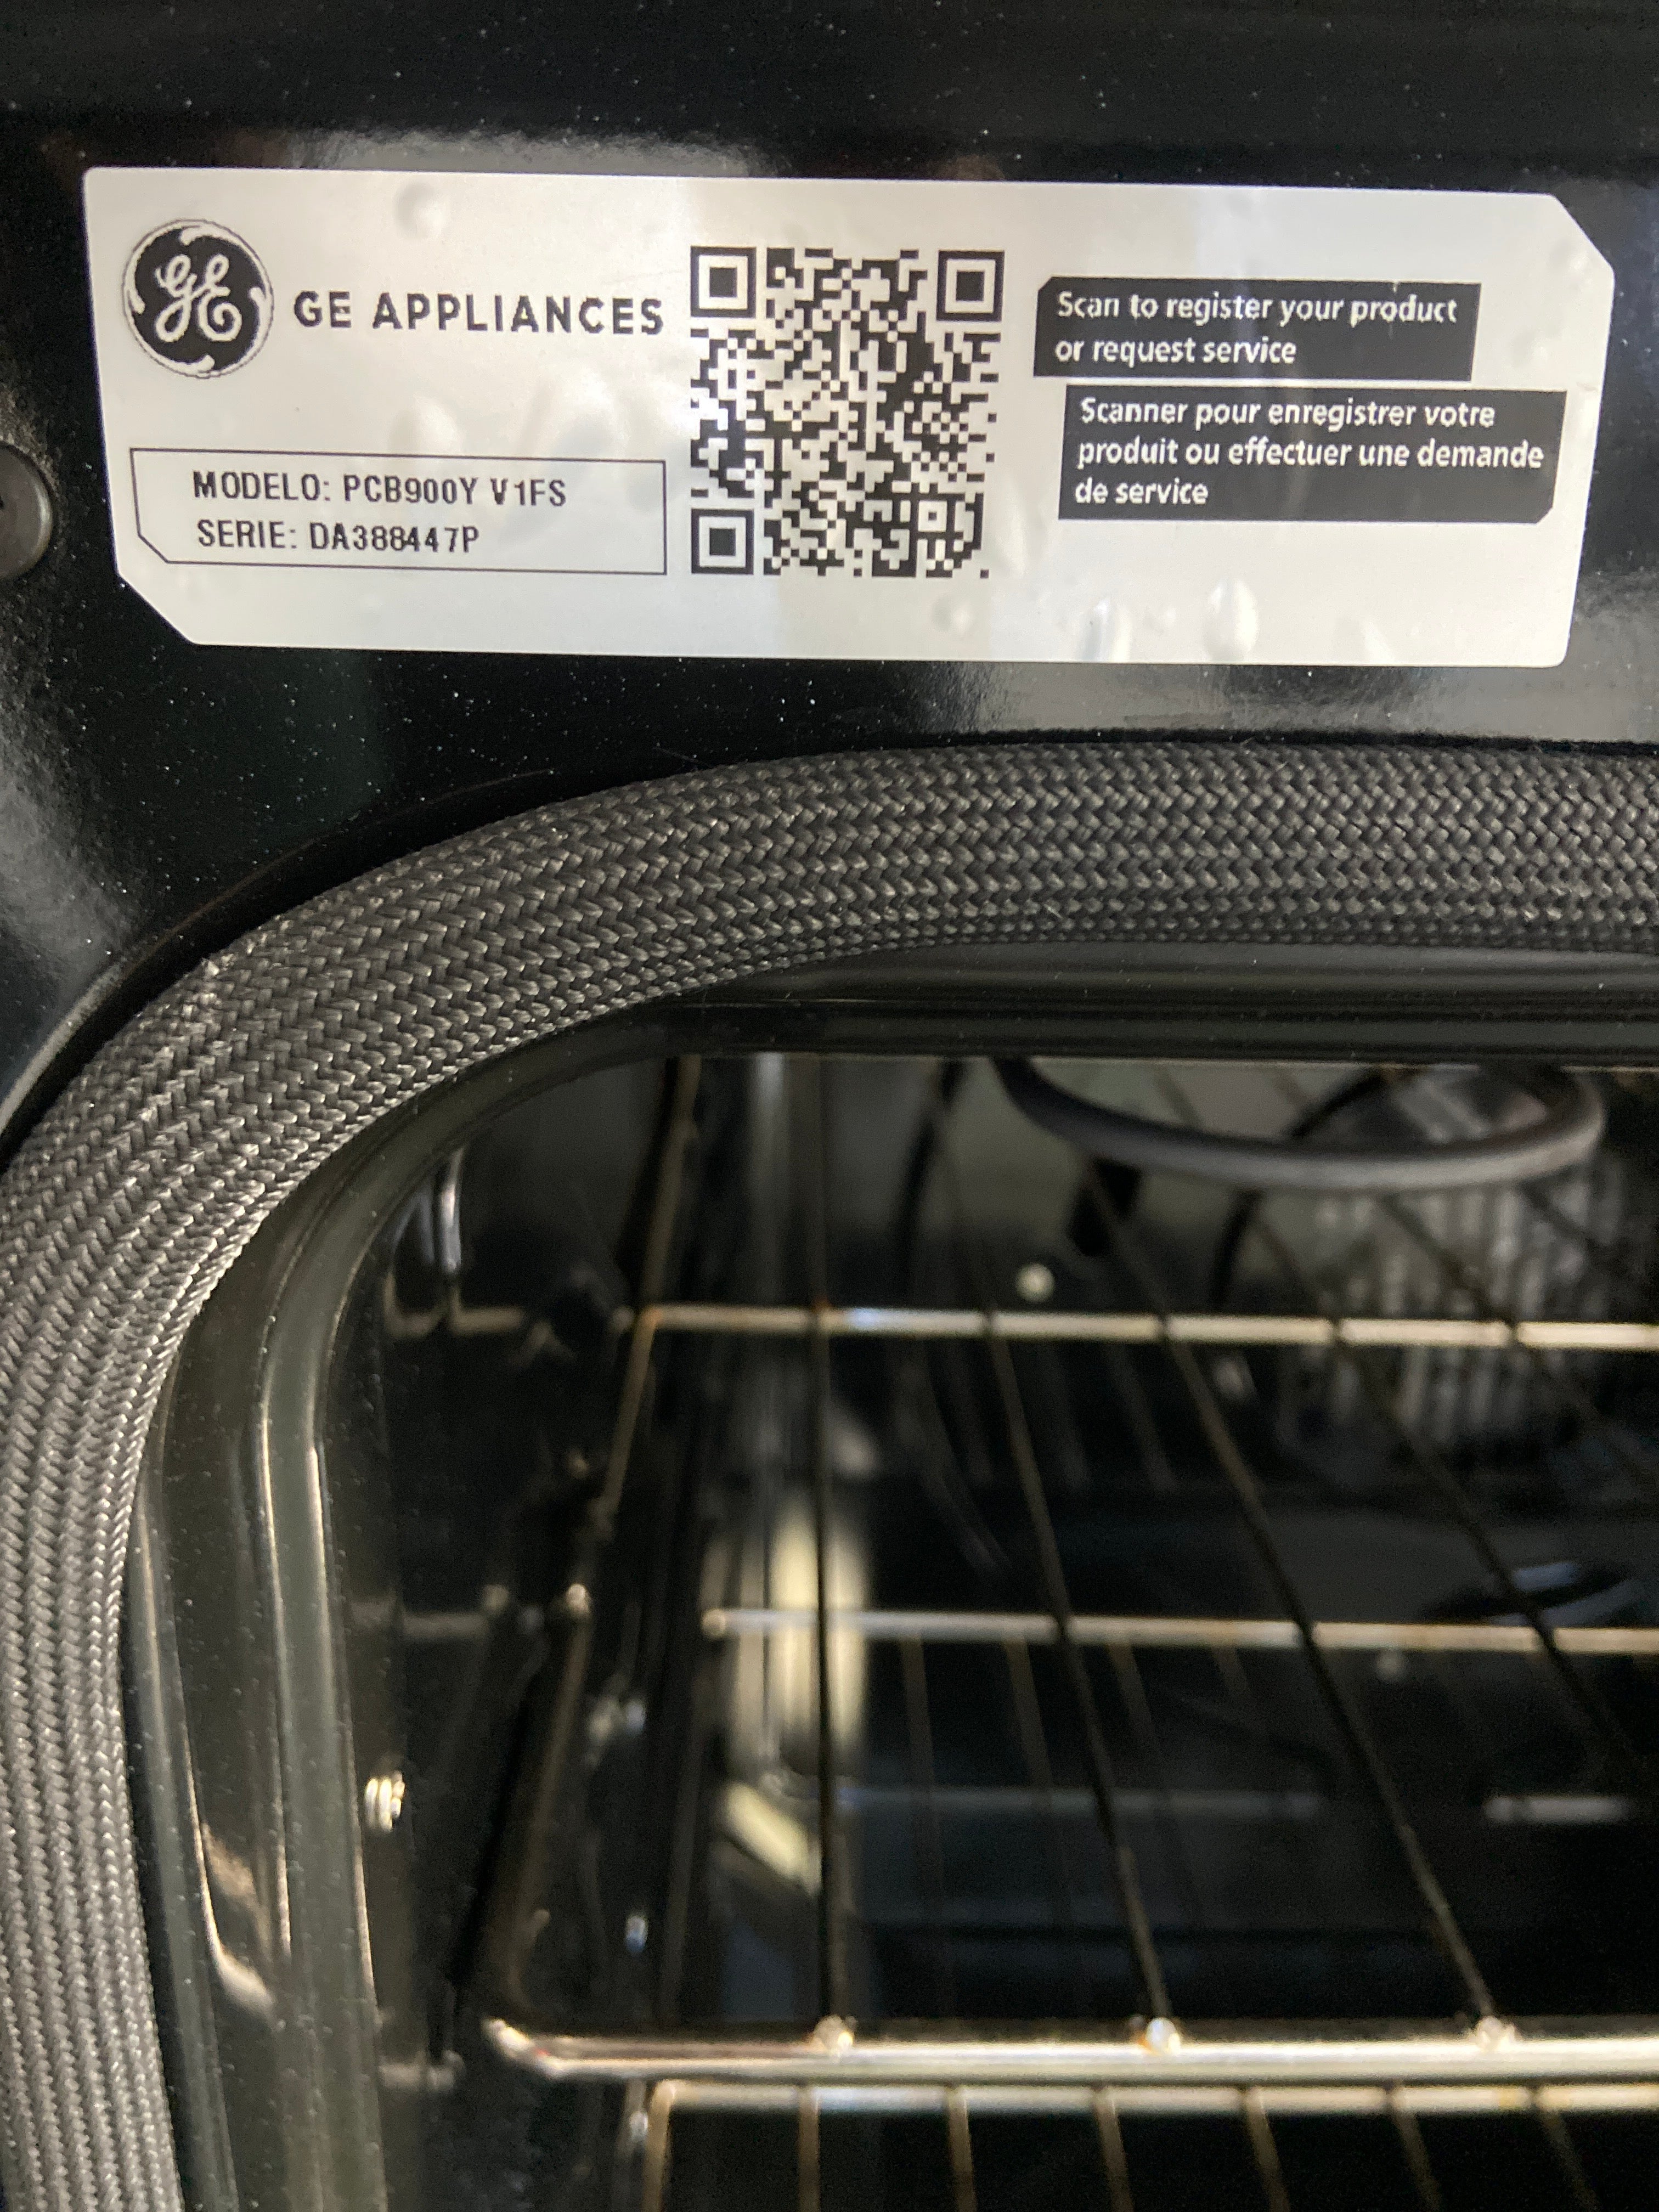 GE
GE APPLIANCES
MODELO: PCB900Y V1FS
SERIE: DA388447P
Scan to register your product
or request service
Scanner pour enregistrer votre
produit ou effectuer une demande
de service